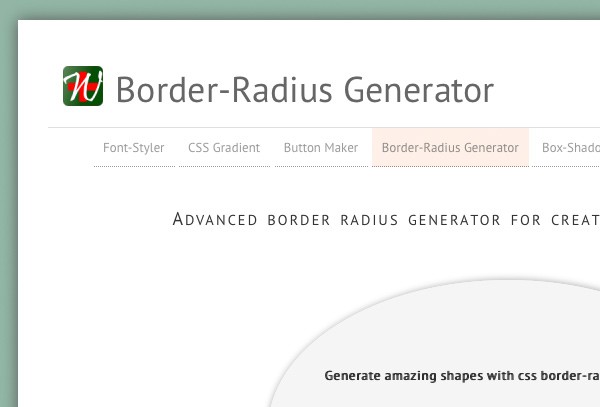 W
Border-Radius Generator
Font-Styler CSS Gradient Button Maker Border-Radius Generator Box-Shado
ADVANCED BORDER RADIUS GENERATOR FOR CREAT
Generate amazing shapes with css border-ra